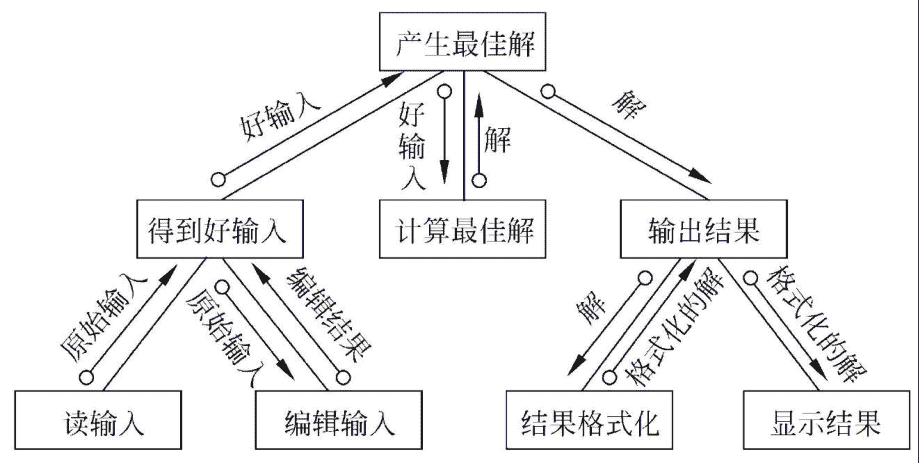 产生最佳解
好输入
好输入
解
解
得到好输入
计算最佳解
输出结果
原始输入
原始输入
编辑结果
解
格式化的解
格式化的解
读输入
编辑输入
结果格式化
显示结果